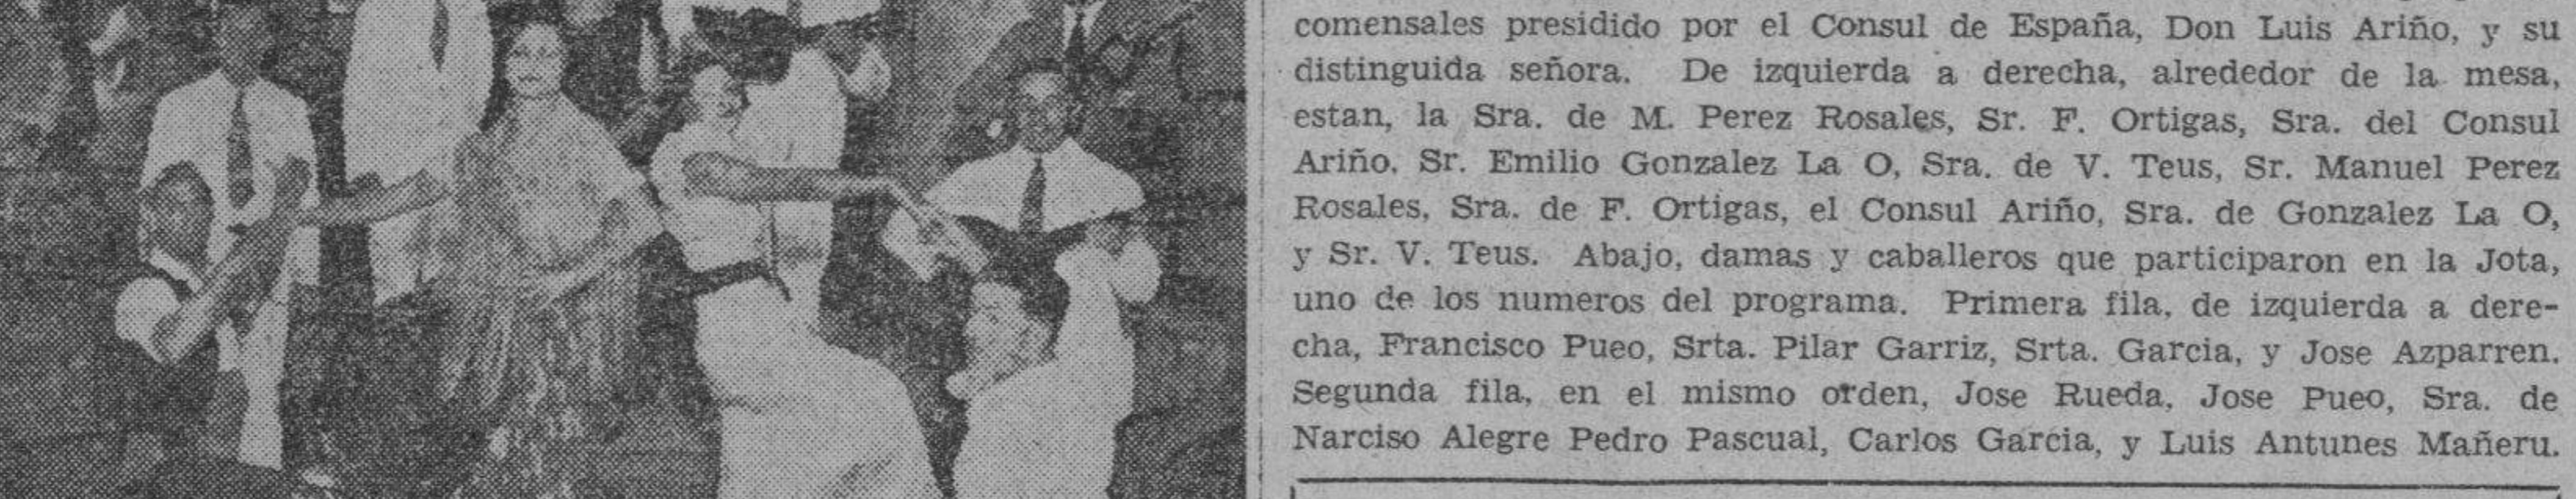 comensales presidido por el Consul de España, Don Luis Ariño, y su
distinguida señora. De izquierda a derecha, alrededor de la mesa,
estan, la Sra. de M. Perez Rosales, Sr. F. Ortigas, Sra. del Consul
Ariño, Sr. Emilio Gonzalez La O, Sra. de V. Teus, Sr. Manuel Perez
Rosales, Sra. de F. Ortigas, el Consul Ariño, Sra. de Gonzalez La O,
y Sr. V. Teus. Abajo, damas y caballeros que participaron en la Jota,
uno de los numeros del programa. Primera fila, de izquierda a dere-
cha, Francisco Pueo, Srta. Pilar Garriz, Srta. Garcia, y Jose Azparren.
Segunda fila, en el mismo orden, Jose Rueda, Jose Pueo, Sra. de
Narciso Alegre Pedro Pascual, Carlos Garcia, y Luis Antunes Mañeru.